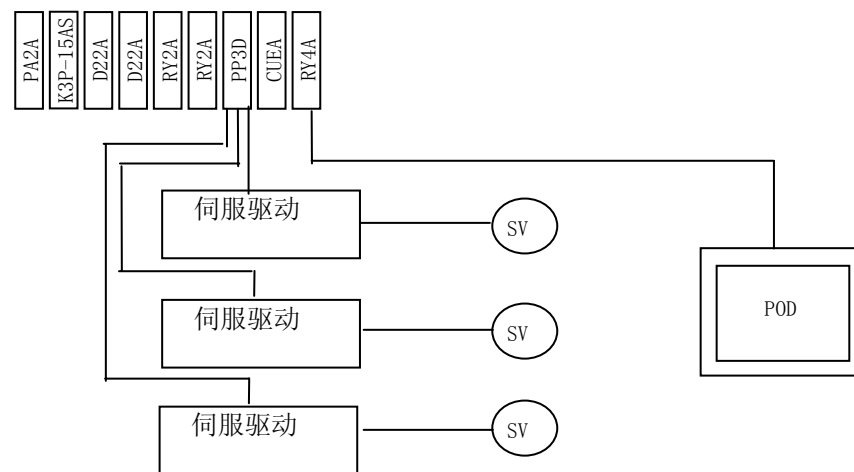 PA2A
K3P-15AS
D22A
D22A
RY2A
RY2A
PP3D
CUEA
RY4A
伺服驱动
SV
伺服驱动
SV
POD
伺服驱动
SV